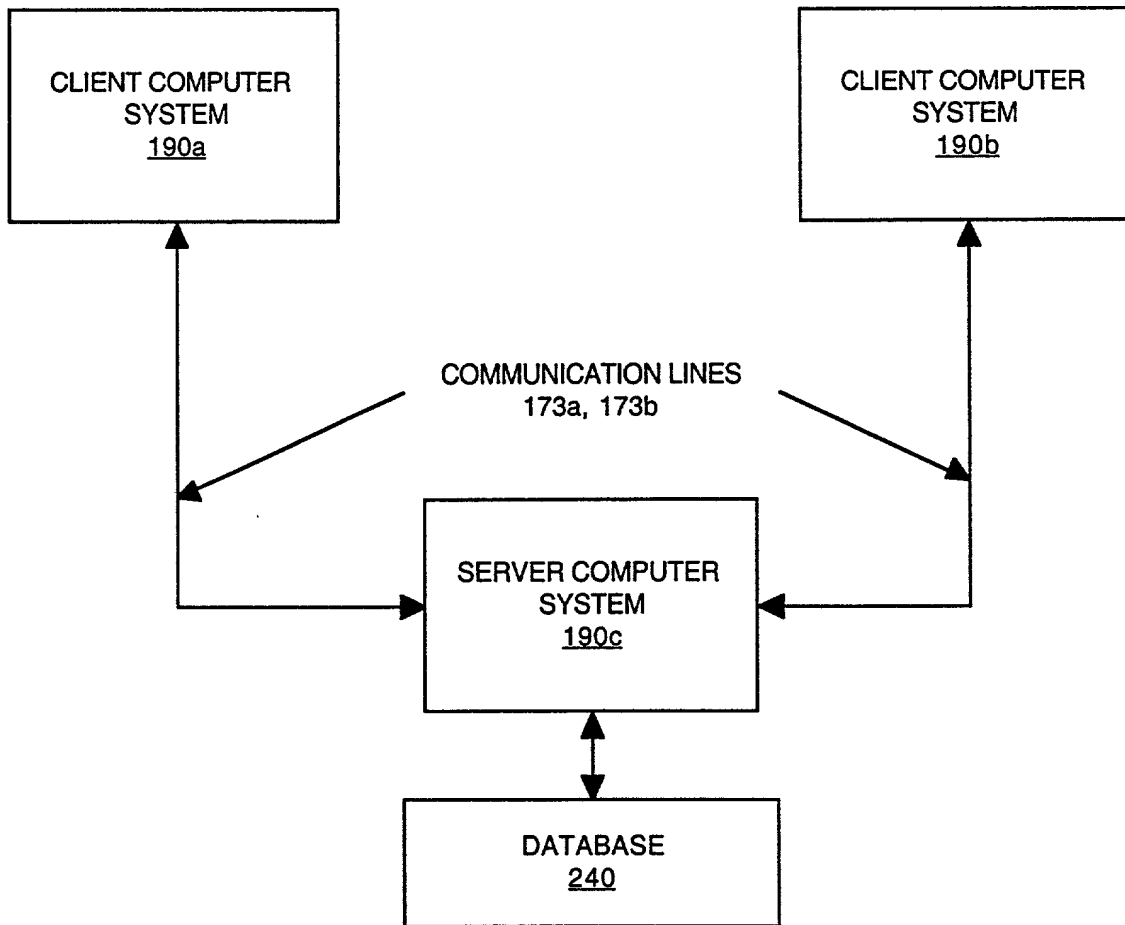 CLIENT COMPUTER
SYSTEM
190a
CLIENT COMPUTER
SYSTEM
190b
COMMUNICATION LINES
173a, 173b
SERVER COMPUTER
SYSTEM
190c
DATABASE
240